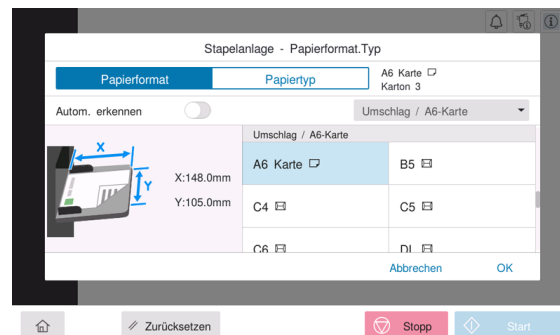 Stapelanlage - Papierformat.Typ
Papierformat
Papiertyp
A6 Karte
Karton 3
Autom. erkennen
Umschlag / A6-Karte
Umschlag / A6-Karte
X
Y
X:148.0mm
Y:105.0mm
A6 Karte
B5
C4
C5
C6
DL
Abbrechen
OK
Zurücksetzen
Stopp
Start